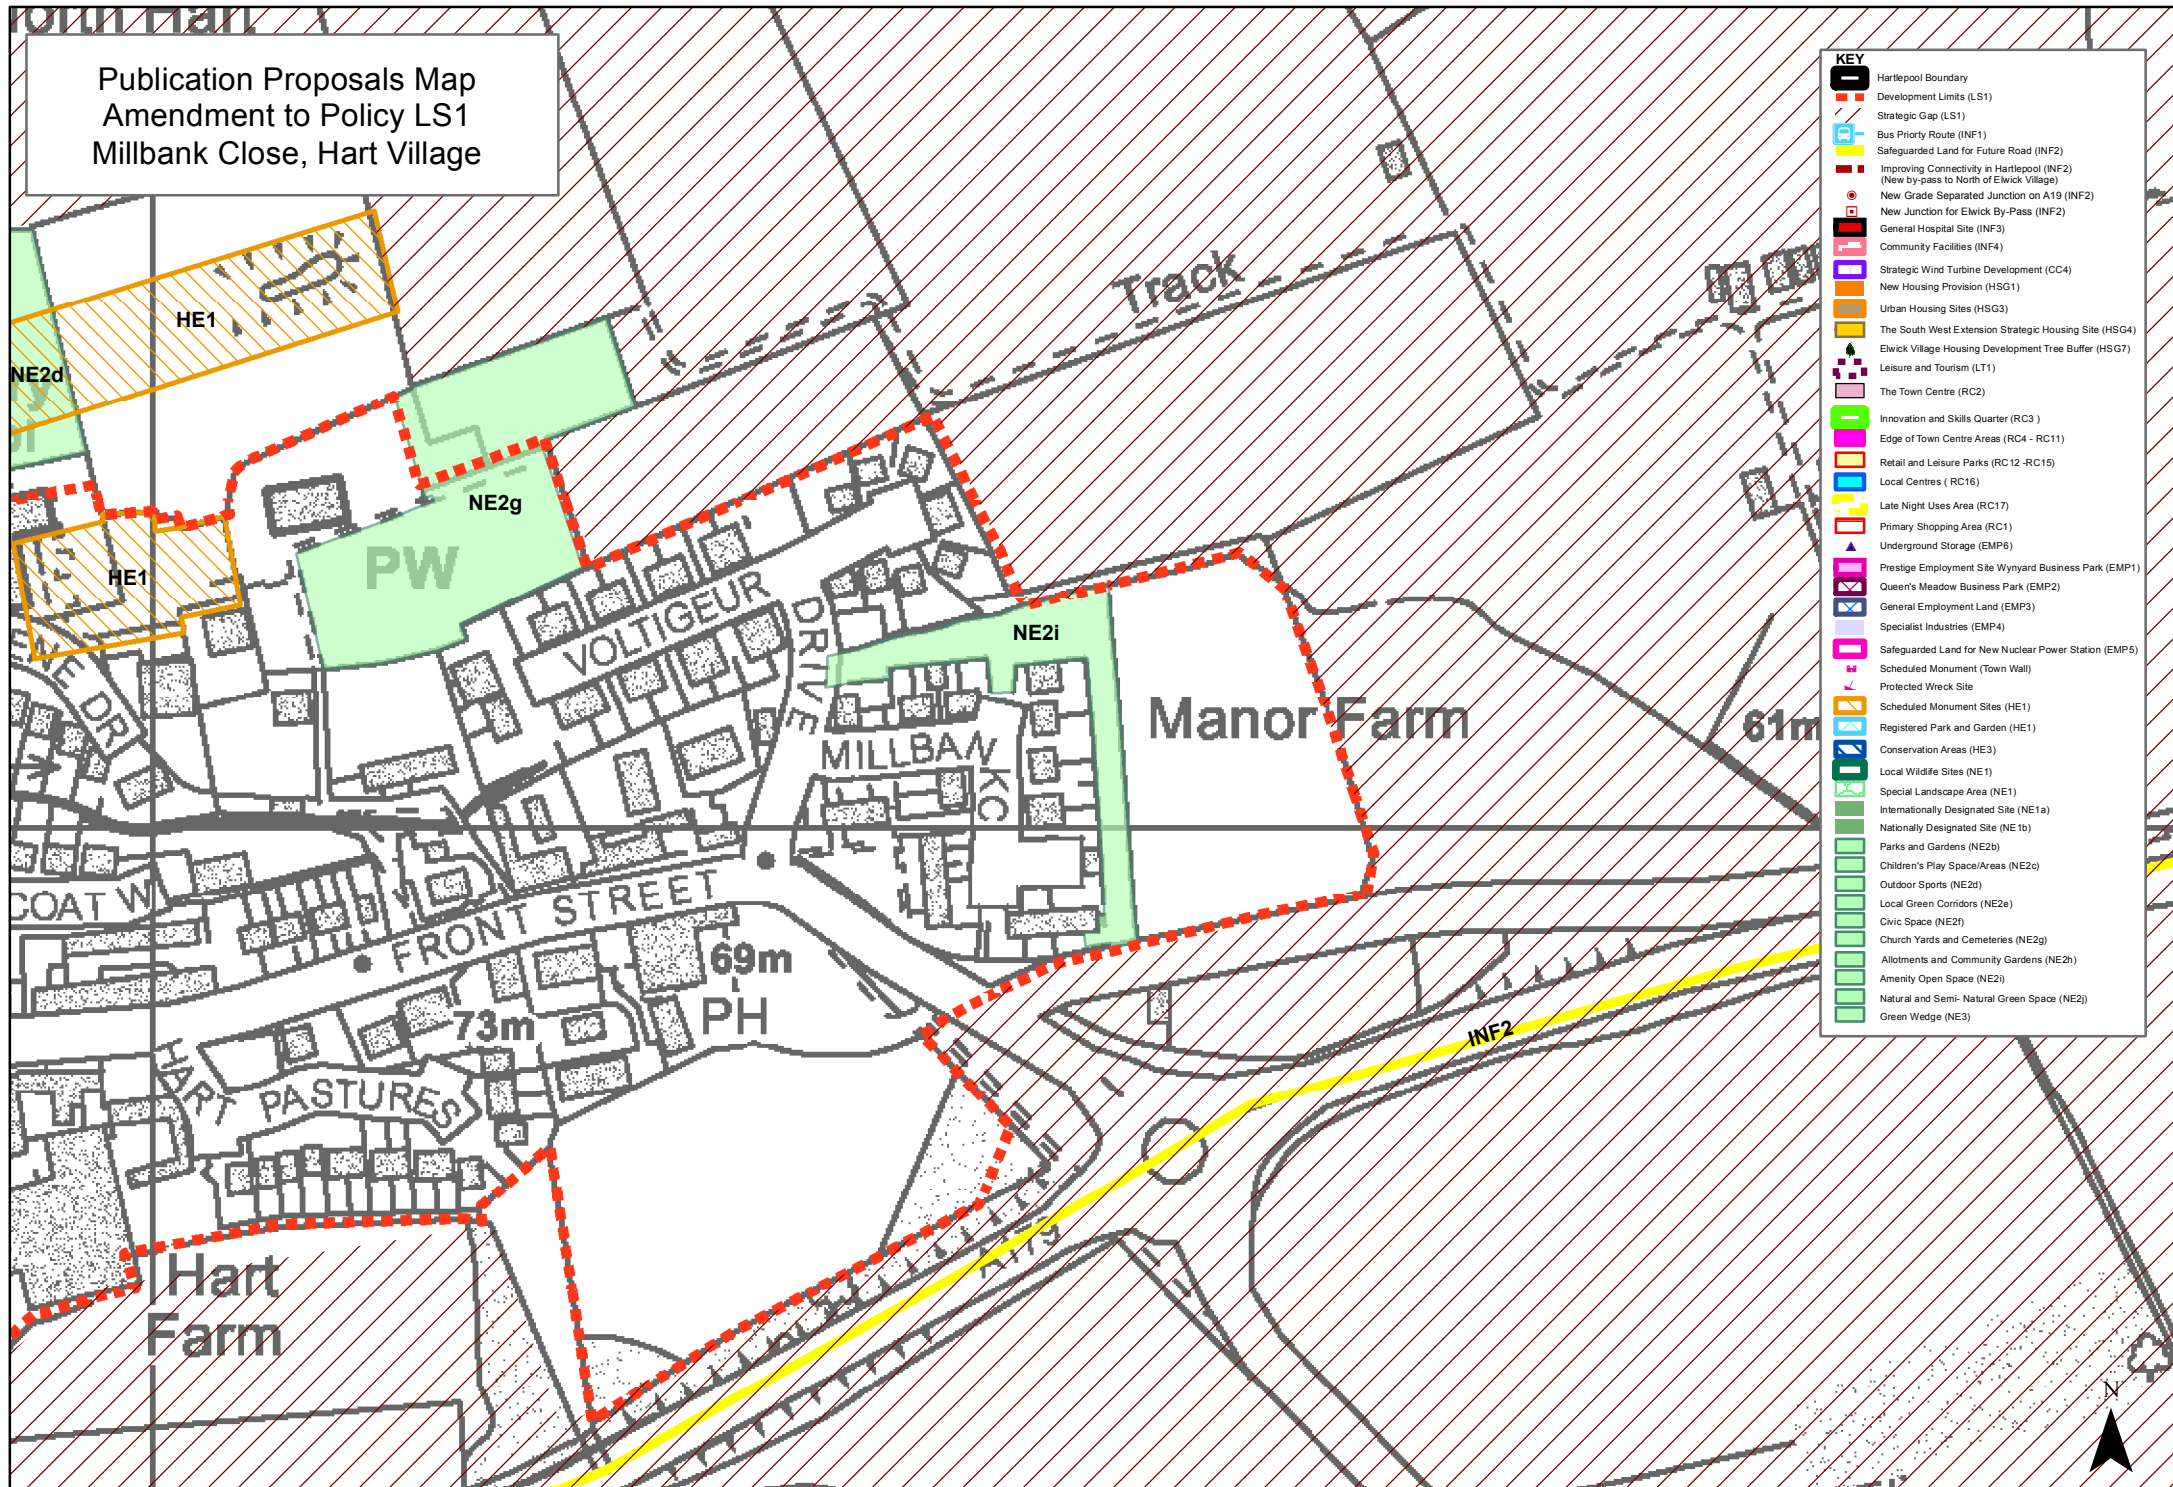 orth Hart
Publication Proposals Map
Amendment to Policy LS1
Millbank Close, Hart Village
KEY
Hartlepool Boundary
Development Limits (LS1)
Strategic Gap (LS1)
Bus Priorty Route (INF1)
Safeguarded Land for Future Road (INF2)
Improving Connectivity in Hartlepool (INF2)
(New by-pass to North of Elwick Village)
New Grade Separated Junction on A19 (INF2)
New Junction for Elwick By-Pass (INF2)
General Hospital Site (INF3)
Community Facilities (INF4)
Strategic Wind Turbine Development (CC4)
New Housing Provision (HSG1)
Urban Housing Sites (HSG3)
The South West Extension Strategic Housing Site (HSG4)
Elwick Village Housing Development Tree Buffer (HSG7)
Leisure and Tourism (LT1)
The Town Centre (RC2)
Innovation and Skills Quarter (RC3 )
Edge of Town Centre Areas (RC4 - RC11)
Retail and Leisure Parks (RC12 -RC15)
Local Centres ( RC16)
Late Night Uses Area (RC17)
Primary Shopping Area (RC1)
Underground Storage (EMP6)
Prestige Employment Site Wynyard Business Park (EMP1)
Queen's Meadow Business Park (EMP2)
General Employment Land (EMP3)
Specialist Industries (EMP4)
Safeguarded Land for New Nuclear Power Station (EMP5)
Scheduled Monument (Town Wall)
Protected Wreck Site
Scheduled Monument Sites (HE1)
Registered Park and Garden (HE1)
Conservation Areas (HE3)
Local Wildlife Sites (NE1)
Special Landscape Area (NE1)
Internationally Designated Site (NE1a)
Nationally Designated Site (NE1b)
Parks and Gardens (NE2b)
Children's Play Space/Areas (NE2c)
Outdoor Sports (NE2d)
Local Green Corridors (NE2e)
Civic Space (NE2f)
Church Yards and Cemeteries (NE2g)
Allotments and Community Gardens (NE2h)
Amenity Open Space (NE2i)
Natural and Semi- Natural Green Space (NE2j)
Green Wedge (NE3)
Track
HE1
NE2d
NE2g
PW
HE1
VOLTIGEUR
DRIVE
NE2i
Manor Farm
61m
DR
MILLBAN
K C
COAT W
FRONT STREET
69m
PH
73m
INF2
HART PASTURES
A179
Hart
Farm
N